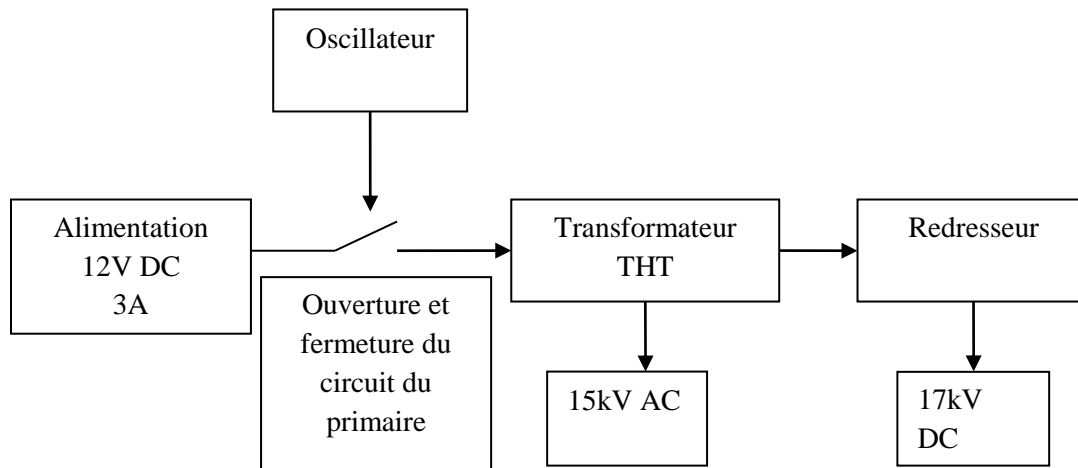 Oscillateur
Alimentation
12V DC
3A
Ouverture et
fermeture du
circuit du
primaire
Transformateur
THT
Redresseur
15kV AC
17kV
DC